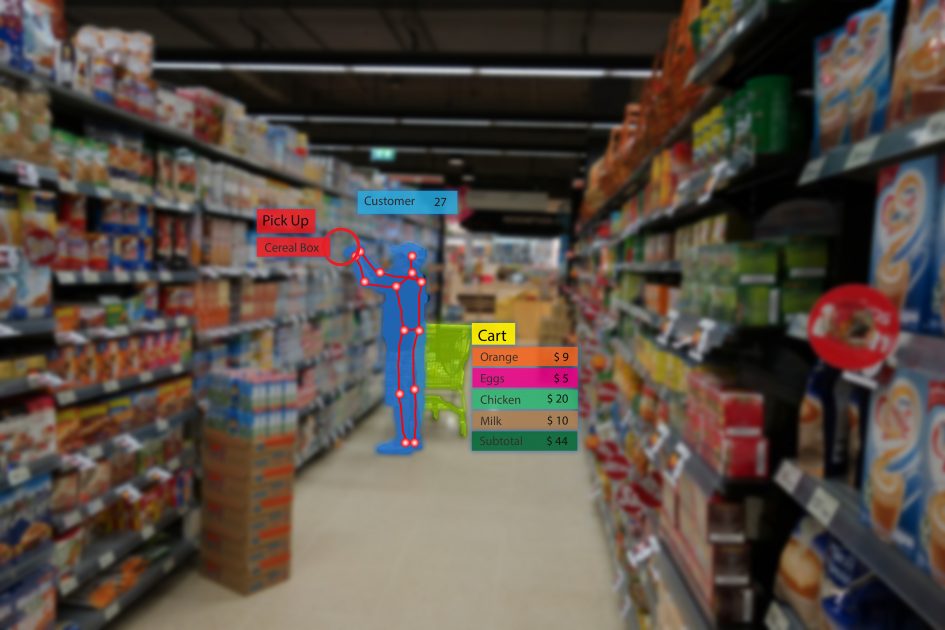 Customer 27
Pick Up
Cereal Box
Cart
Orange $ 9
Eggs $ 5
Chicken $ 20
Milk $ 10
Subtotal $ 44